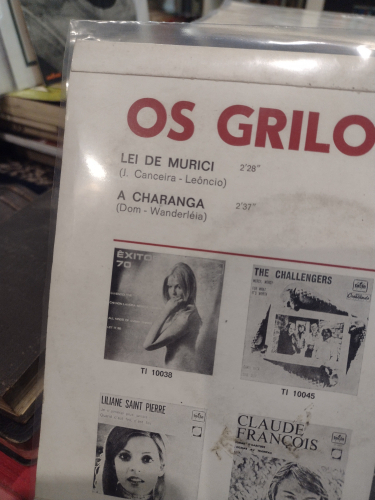 OS GRILO
LEI DE MURICI 2'28"
(J. Canceira - Leôncio)
A CHARANGA 2'37"
(Dom - Wanderléia)
ÊXITO
70
THE CHALLENGERS
TI 10038
TI 10045
LILIANE SAINT PIERRE
CLAUDE
FRANÇOIS